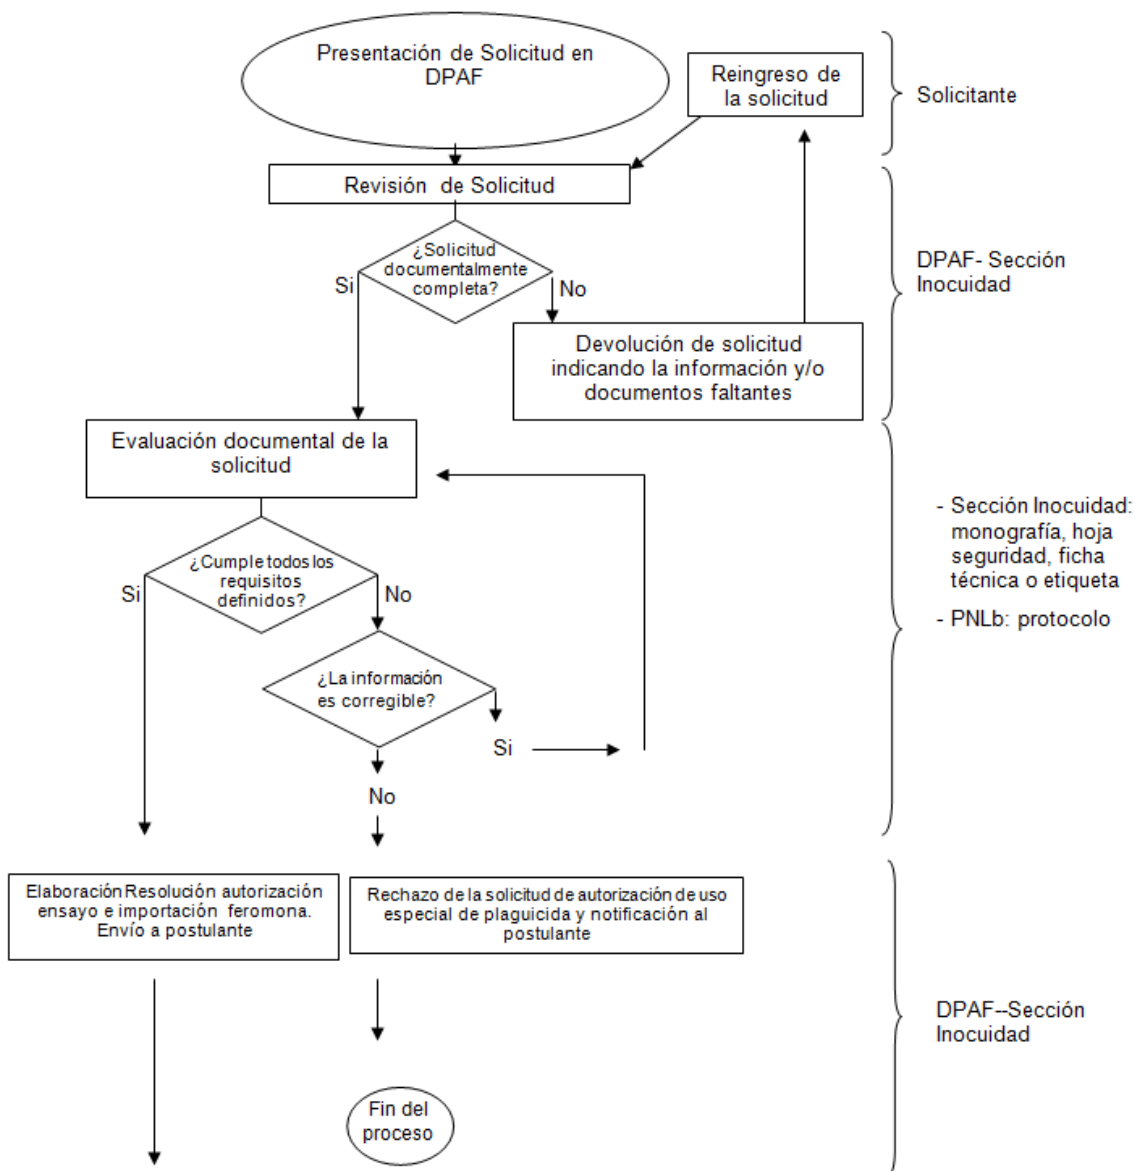 Presentación de Solicitud en
DPAF
Reingreso de
la solicitud
Solicitante
Revisión de Solicitud
¿Solicitud
documentalmente
completa?
Si
No
DPAF- Sección
Inocuidad
Devolución de solicitud
indicando la información y/o
documentos faltantes
Evaluación documental de la
solicitud
- Sección Inocuidad:
monografía, hoja
seguridad, ficha
técnica o etiqueta
- PNLb: protocolo
¿Cumple todos los
requisitos
definidos?
Si
No
¿La información
es corregible?
Si
No
Elaboración Resolución autorización
ensayo e importación feromona.
Envío a postulante
Rechazo de la solicitud de autorización de uso
especial de plaguicida y notificación al
postulante
DPAF--Sección
Inocuidad
Fin del
proceso